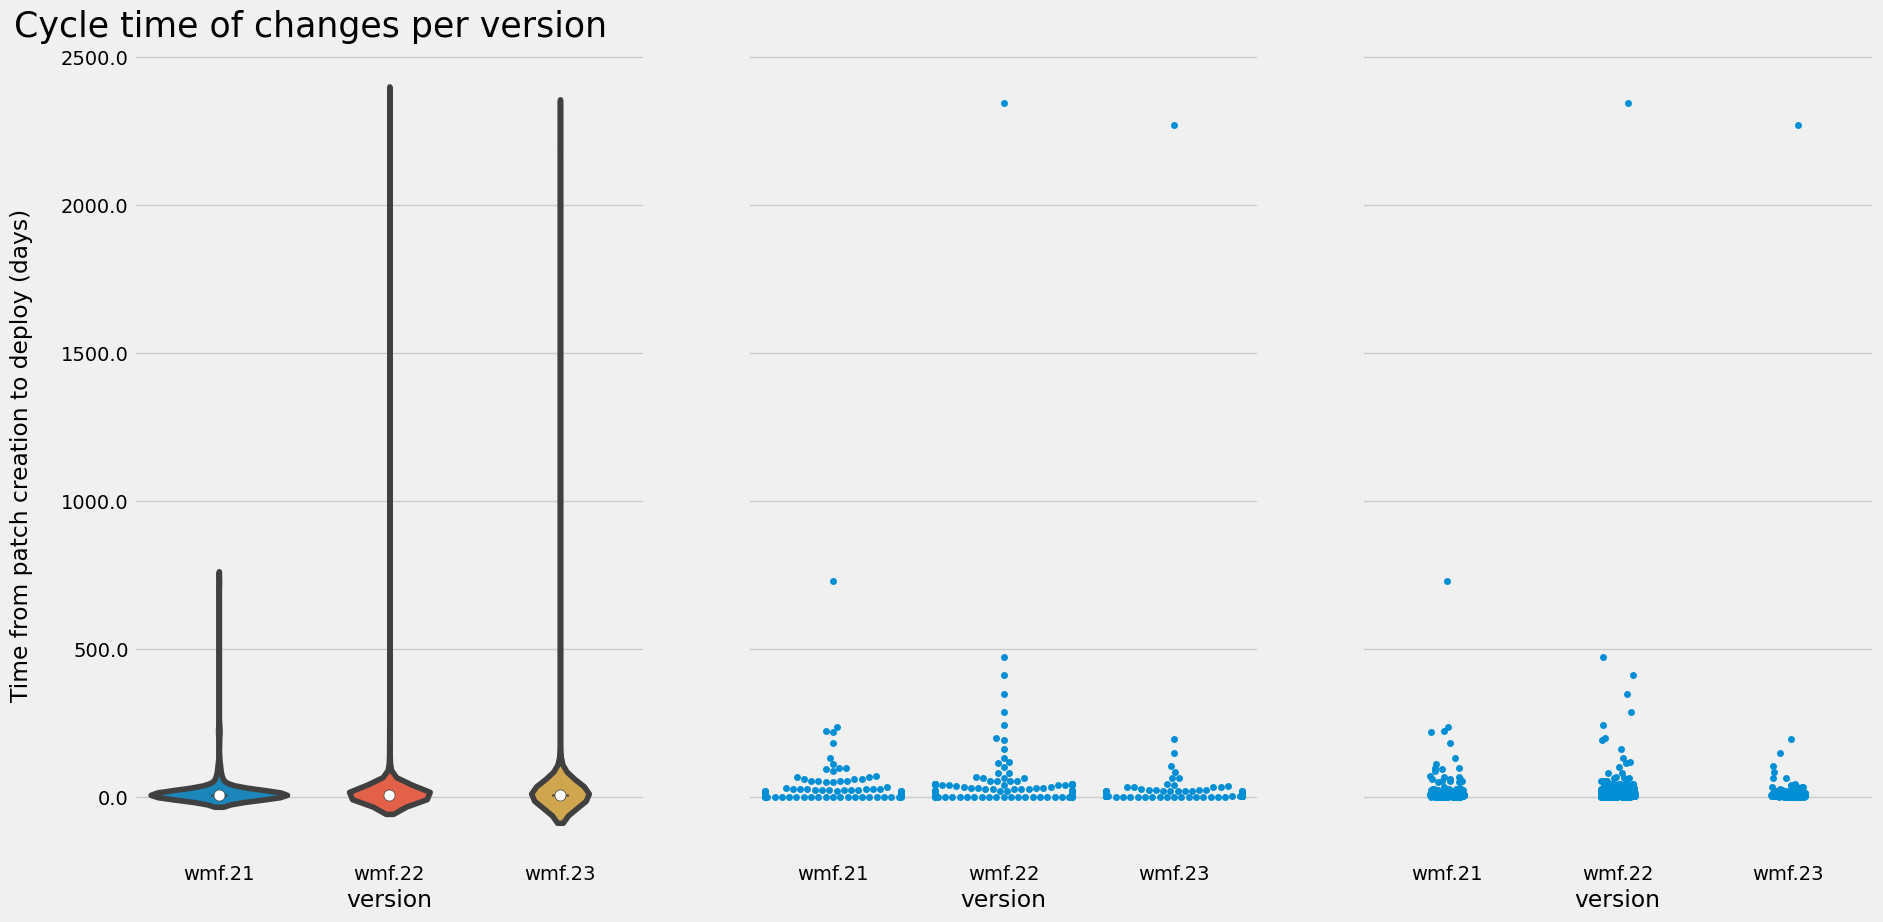 Cycle time of changes per version
Time from patch creation to deploy (days)
2500.0
2000.0
1500.0
1000.0
500.0
0.0
wmf.21 wmf.22 wmf.23
version
wmf.21 wmf.22 wmf.23
version
wmf.21 wmf.22 wmf.23
version